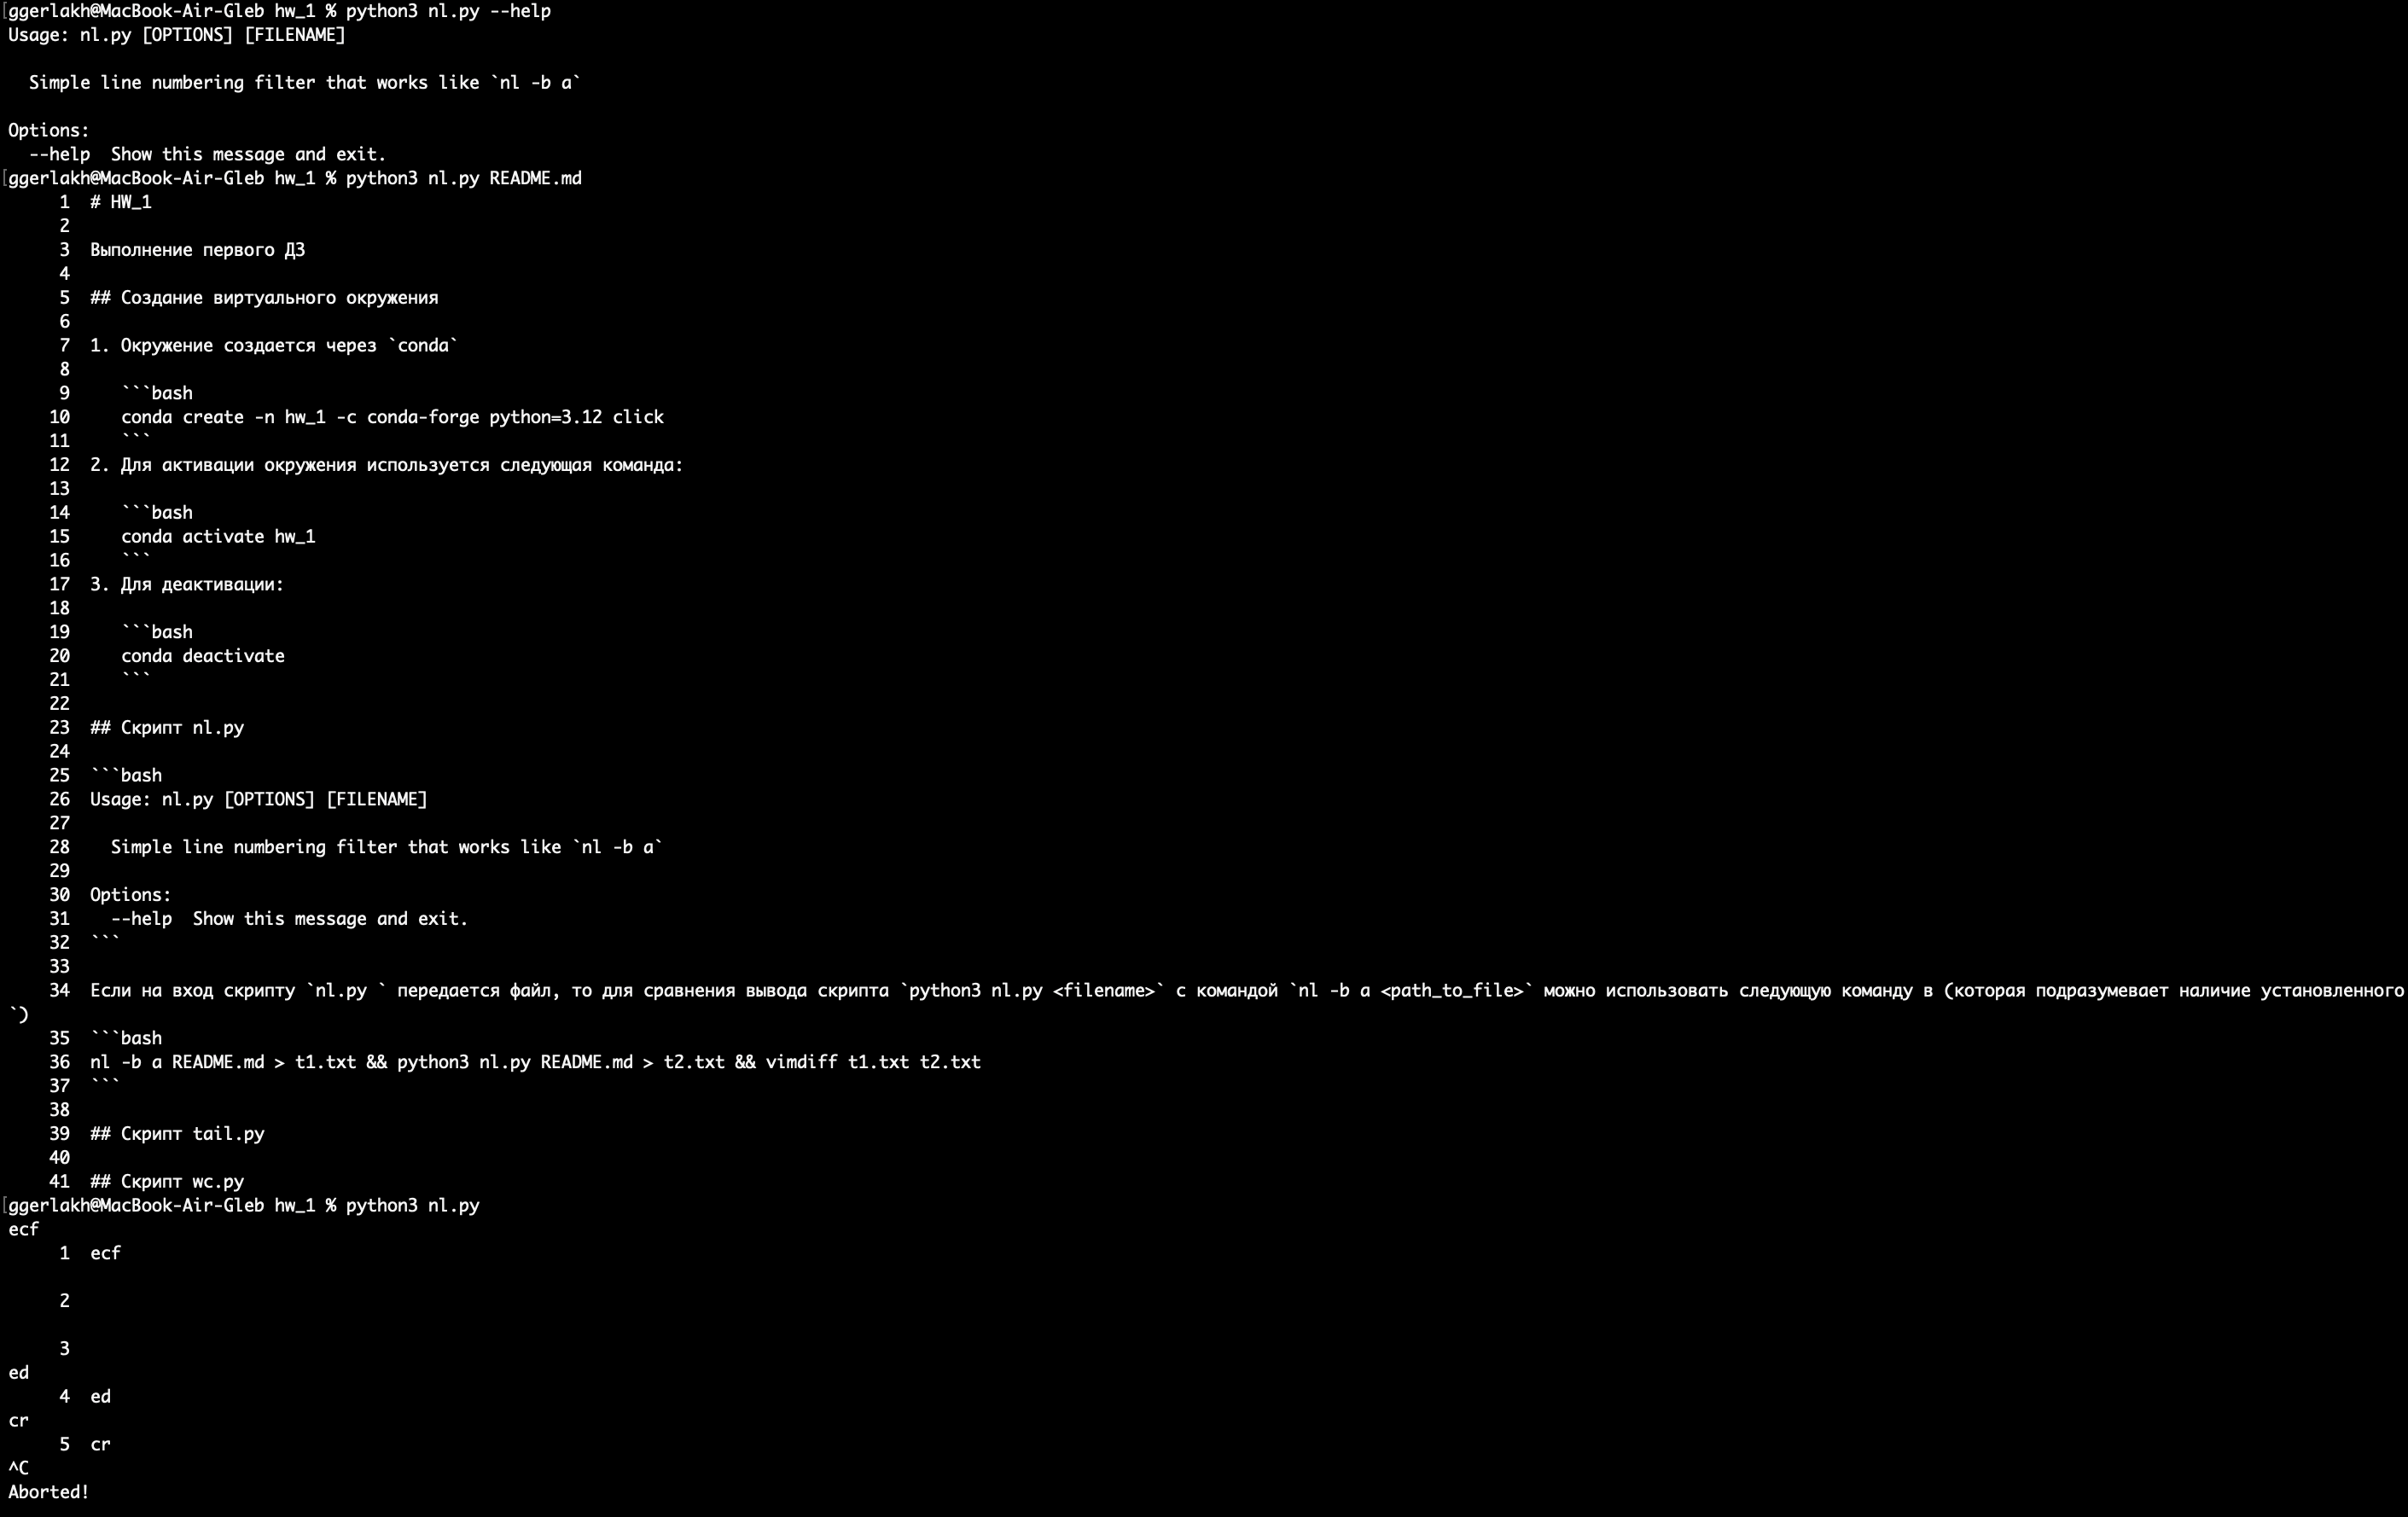 ggerlakh@MacBook-Air-Gleb hw_1 % python3 nl.py --help
Usage: nl.py [OPTIONS] [FILENAME]
  Simple line numbering filter that works like `nl -b a`
Options:
  --help  Show this message and exit.
ggerlakh@MacBook-Air-Gleb hw_1 % python3 nl.py README.md
     1  # HW_1
     2
     3  Выполнение первого ДЗ
     4
     5  ## Создание виртуального окружения
     6
     7  1. Окружение создается через `conda`
     8
     9     ```bash
    10     conda create -n hw_1 -c conda-forge python=3.12 click
    11     ```
    12  2. Для активации окружения используется следующая команда:
    13
    14     ```bash
    15     conda activate hw_1
    16     ```
    17  3. Для деактивации:
    18
    19     ```bash
    20     conda deactivate
    21     ```
    22
    23  ## Скрипт nl.py
    24
    25  ```bash
    26  Usage: nl.py [OPTIONS] [FILENAME]
    27
    28    Simple line numbering filter that works like `nl -b a`
    29
    30  Options:
    31    --help  Show this message and exit.
    32  ```
    33
    34  Если на вход скрипту `nl.py ` передается файл, то для сравнения вывода скрипта `python3 nl.py <filename>` с командой `nl -b a <path_to_file>` можно использовать следующую команду в (которая подразумевает наличие установленного
`)
    35  ```bash
    36  nl -b a README.md > t1.txt && python3 nl.py README.md > t2.txt && vimdiff t1.txt t2.txt
    37  ```
    38
    39  ## Скрипт tail.py
    40
    41  ## Скрипт wc.py
ggerlakh@MacBook-Air-Gleb hw_1 % python3 nl.py
ecf
     1  ecf
     2
     3
ed
     4  ed
cr
     5  cr
^C
Aborted!